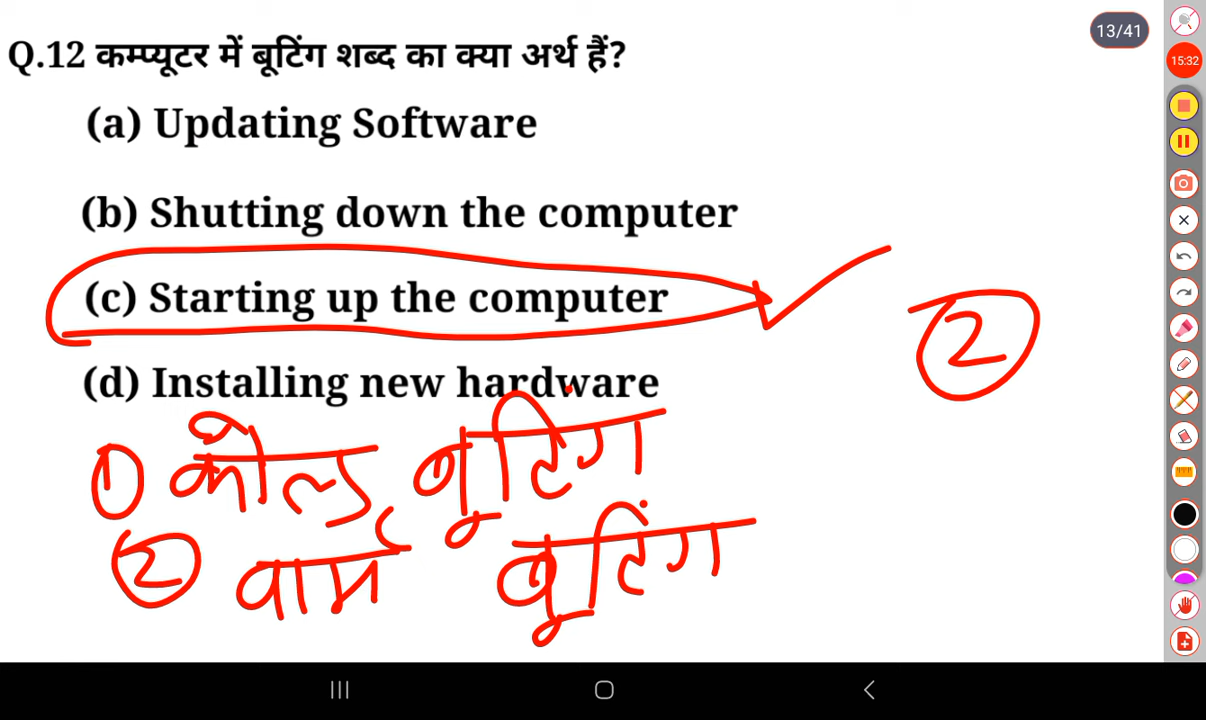 13/41
15:32
Q.12 कम्प्यूटर में बूटिंग शब्द का क्या अर्थ हैं?
(a) Updating Software
(b) Shutting down the computer
(c) Starting up the computer
(d) Installing new hardware
2
1 कोल्ड बूटिंग
2 वार्म बूटिंग